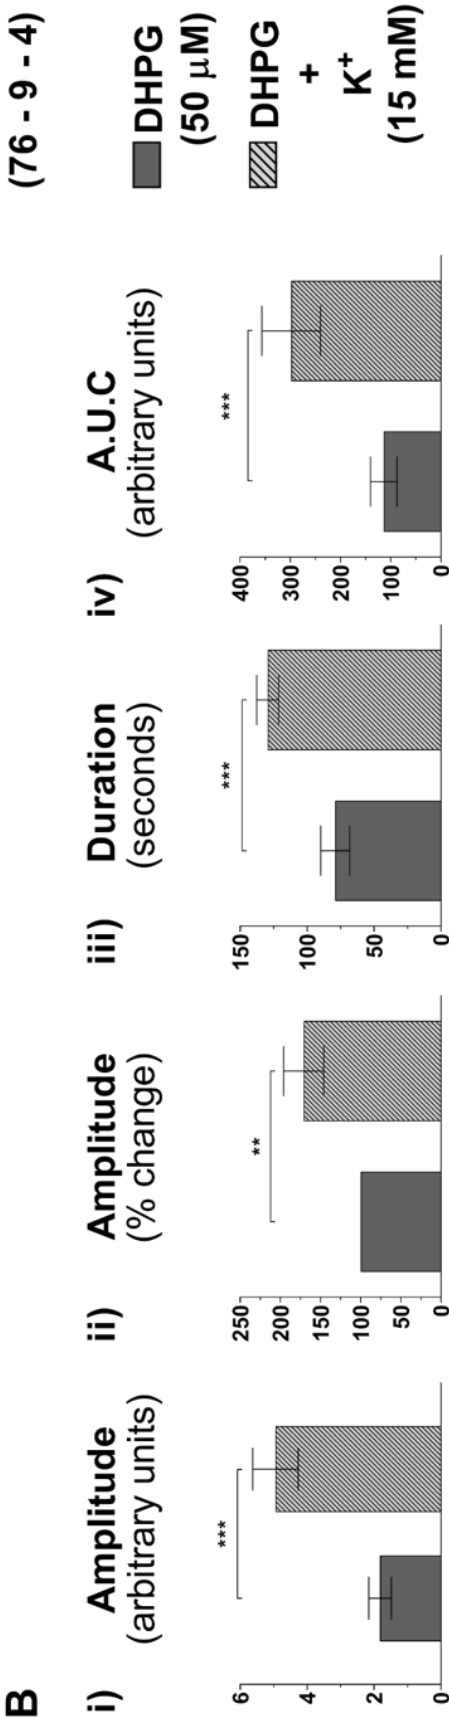 B
(76 - 9 - 4)
i)
Amplitude
(arbitrary units)
6
4
2
0
***
ii)
Amplitude
(% change)
250
200
150
100
50
0
**
iii)
Duration
(seconds)
150
100
50
0
***
iv)
A.U.C
(arbitrary units)
400
300
200
100
0
***
DHPG
(50 μM)
DHPG
+
K⁺
(15 mM)